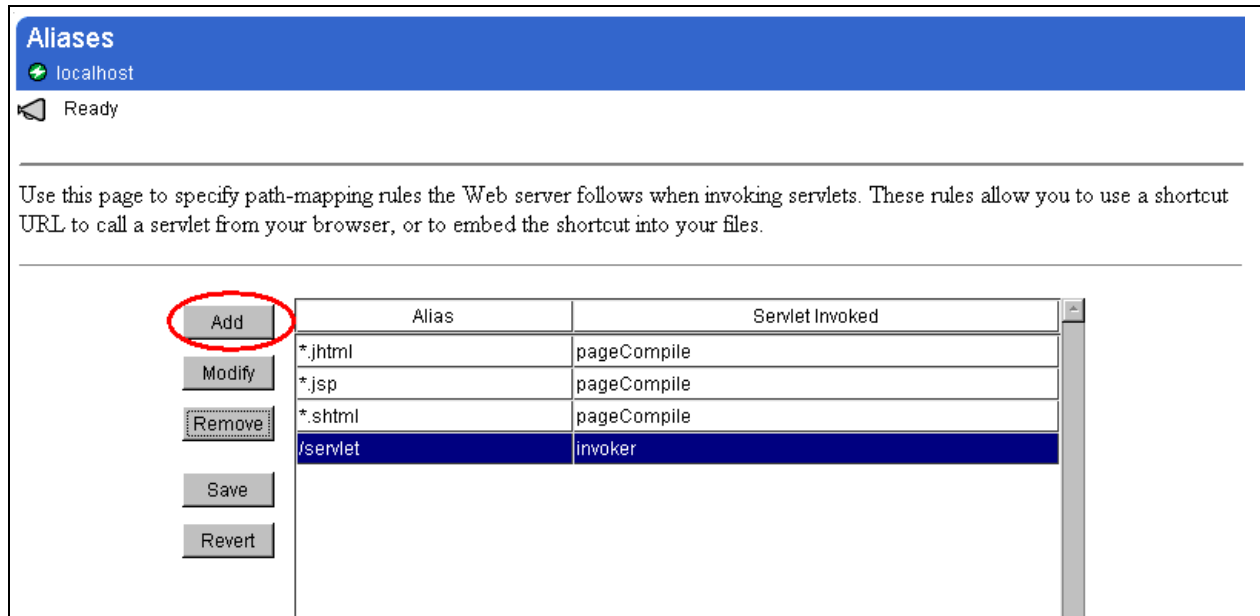 Aliases
localhost
Ready
Use this page to specify path-mapping rules the Web server follows when invoking servlets. These rules allow you to use a shortcut
URL to call a servlet from your browser, or to embed the shortcut into your files.
Add
Modify
Remove
Save
Revert
Alias Servlet Invoked
*.jhtml pageCompile
*.jsp pageCompile
*.shtml pageCompile
/servlet invoker